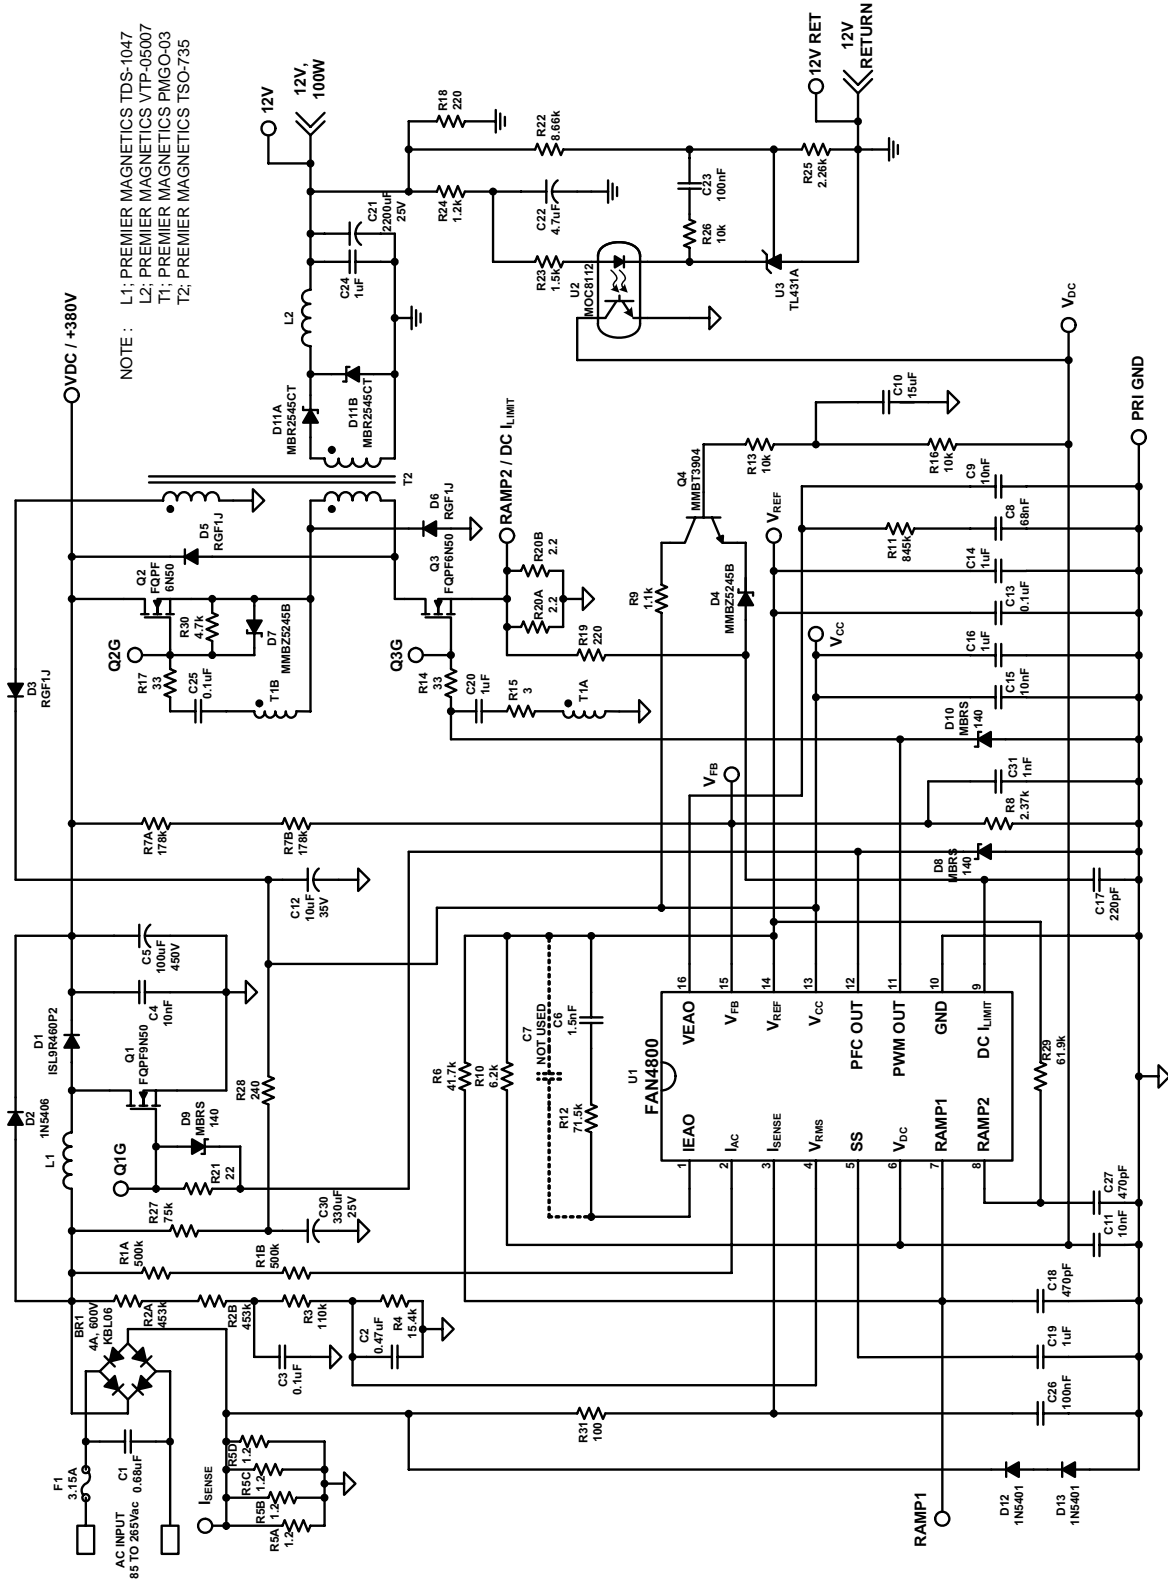 NOTE :
L1; PREMIER MAGNETICS TDS-1047
L2; PREMIER MAGNETICS VTP-05007
T1; PREMIER MAGNETICS PMGO-03
T2; PREMIER MAGNETICS TSO-735
AC INPUT
85 TO 265Vac
F1
3.15A
C1
0.68uF
BR1
4A, 600V
KBL06
ISENSE
R5A
1.2
R5B
1.2
R5C
1.2
R5D
1.2
R2A
453k
R2B
453k
R3
110k
C3
0.1uF
C2
0.47uF
R4
15.4k
R1A
500k
R1B
500k
R27
75k
C30
330uF
25V
L1
D2
1N5406
D1
ISL9R460P2
Q1G
Q1
FQPF9N50
D9
MBRS
140
R21
22
R28
240
C4
10nF
C5
100uF
450V
C12
10uF
35V
D3
RGF1J
R7A
178k
R7B
178k
VDC / +380V
Q2G
Q2
FQPF
6N50
R17
33
R30
4.7k
D7
MMBZ5245B
C25
0.1uF
T1B
D5
RGF1J
T2
D6
RGF1J
Q3G
Q3
FQPF6N50
R14
33
C20
1uF
R15
3
T1A
RAMP2 / DC ILIMIT
R20A
2.2
R20B
2.2
R19
220
D11A
MBR2545CT
D11B
MBR2545CT
L2
C24
1uF
C21
2200uF
25V
12V
12V,
100W
R18
220
R24
1.2k
R22
8.66k
C22
4.7uF
R23
1.5k
U2
MOC8112
R26
10k
C23
100nF
U3
TL431A
R25
2.26k
12V RET
12V
RETURN
R9
1.1k
Q4
MMBT3904
D4
MMBZ5245B
R13
10k
R16
10k
C10
15uF
VDC
VREF
VCC
VFB
R6
41.7k
R10
6.2k
C7
NOT USED
C6
1.5nF
R12
71.5k
U1
FAN4800
1
IEAO
2
IAC
3
ISENSE
4
VRMS
5
SS
6
VDC
7
RAMP1
8
RAMP2
16
VEAO
15
VFB
14
VREF
13
VCC
12
PFC OUT
11
PWM OUT
10
GND
9
DC ILIMIT
R31
100
RAMP1
D12
1N5401
D13
1N5401
C26
100nF
C19
1uF
C18
470pF
C11
10nF
C27
470pF
R29
61.9k
C17
220pF
D8
MBRS
140
R8
2.37k
C31
1nF
D10
MBRS
140
C15
10nF
C16
1uF
C13
0.1uF
C14
1uF
R11
845k
C8
68nF
C9
10nF
PRI GND